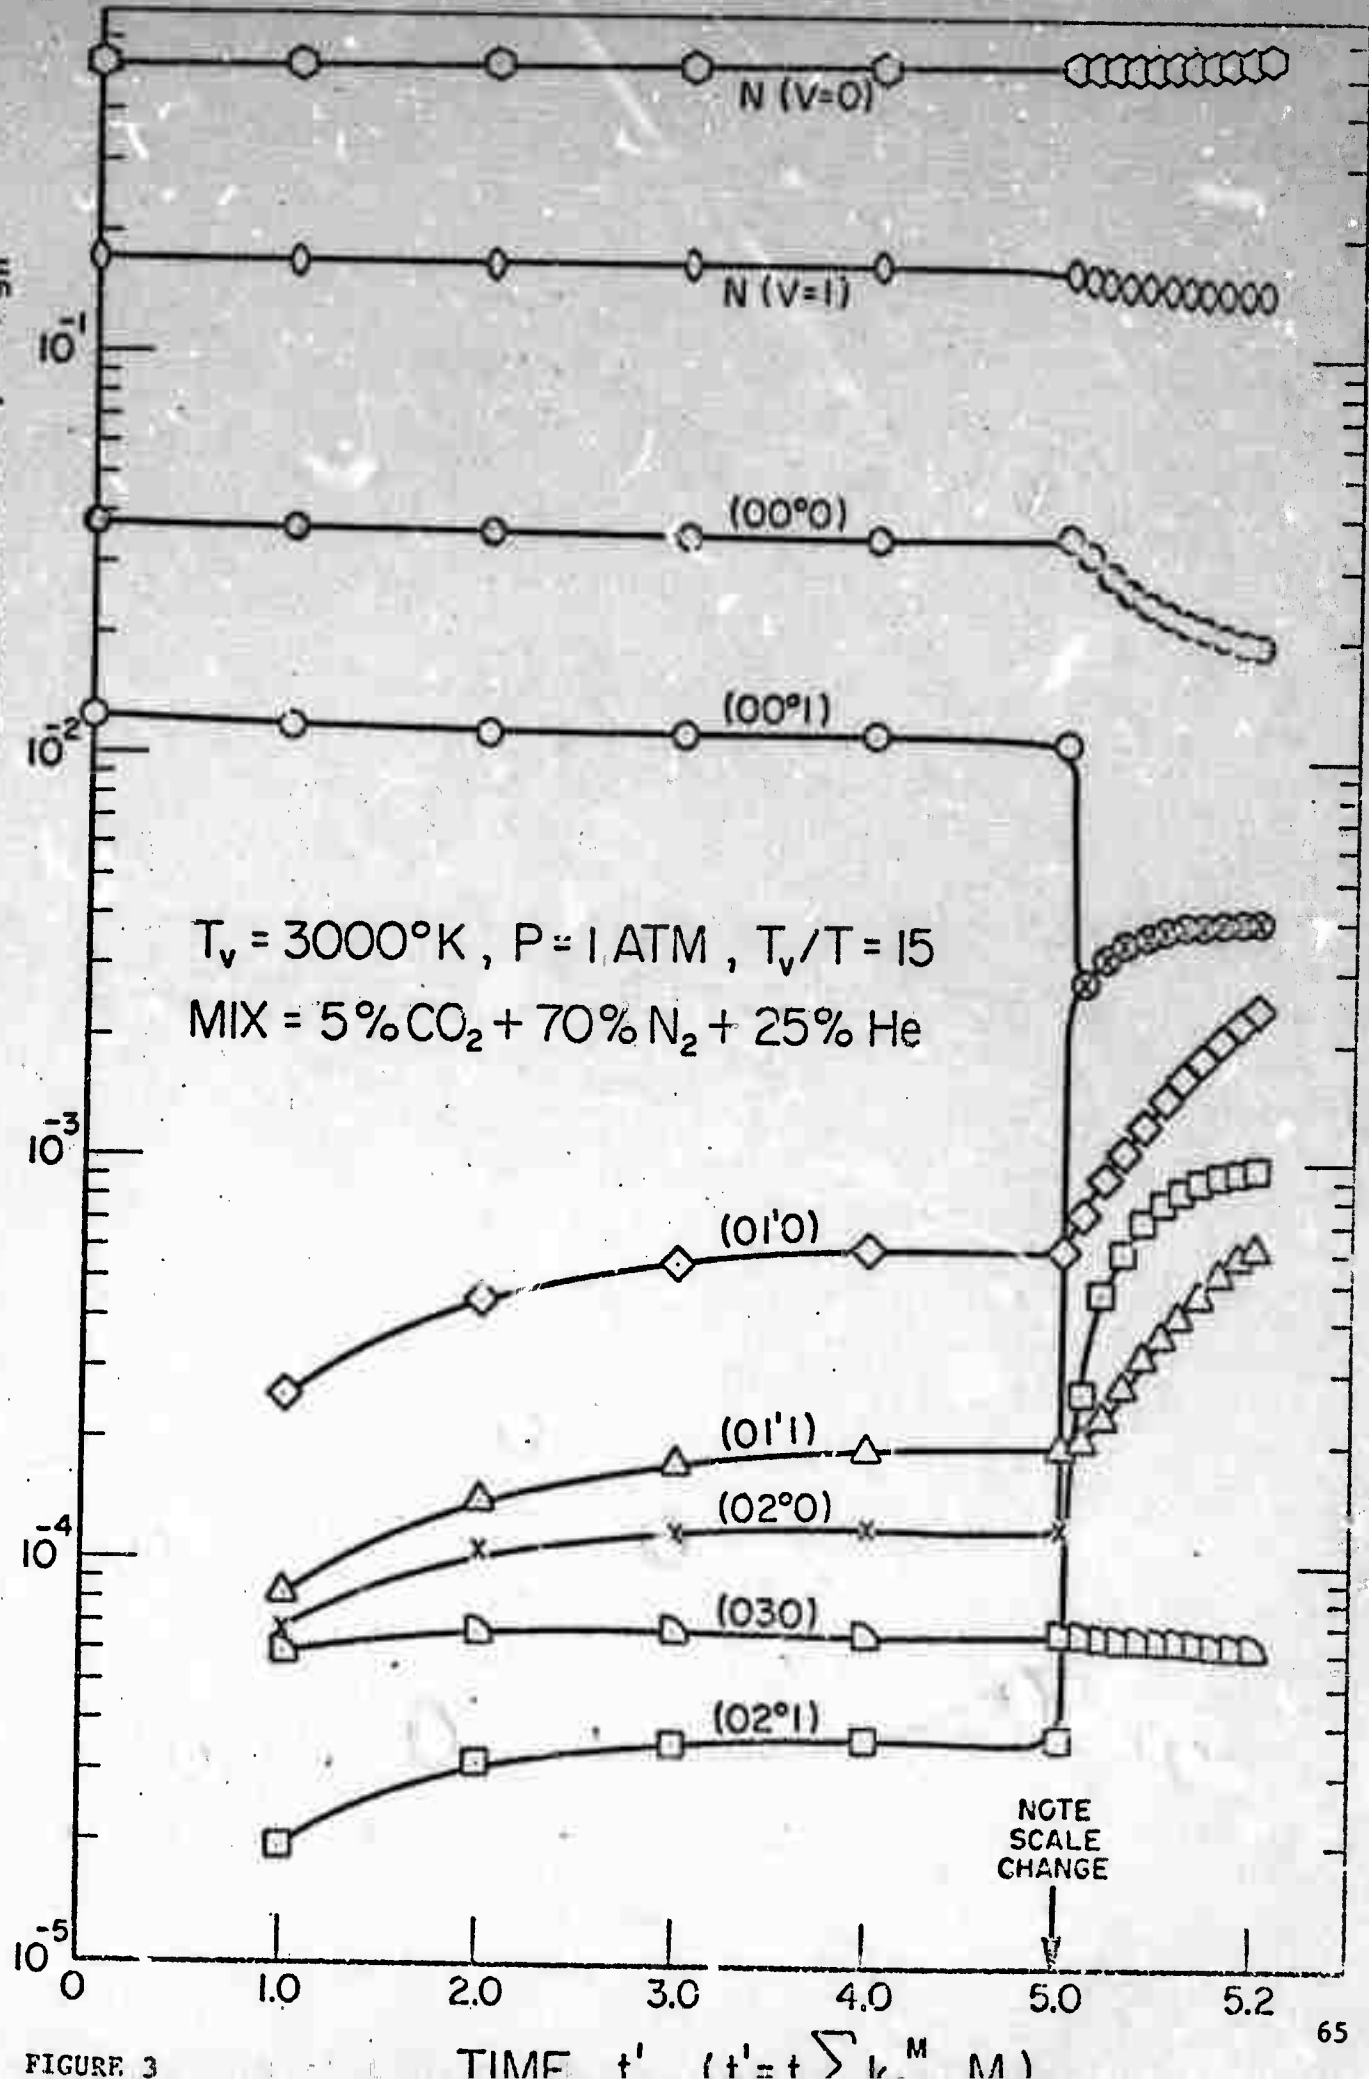 N (V=0)
N (V=1)
10⁻¹
(00°0)
(00°1)
10⁻²
Tᵥ = 3000°K, P = 1 ATM, Tᵥ/T = 15
MIX = 5% CO₂ + 70% N₂ + 25% He
10⁻³
(01'0)
(01'1)
(02°0)
10⁻⁴
(030)
(02°1)
NOTE
SCALE
CHANGE
10⁻⁵
0 1.0 2.0 3.0 4.0 5.0 5.2
65
FIGURE 3
TIME t' (t'= t ∑ k M M)